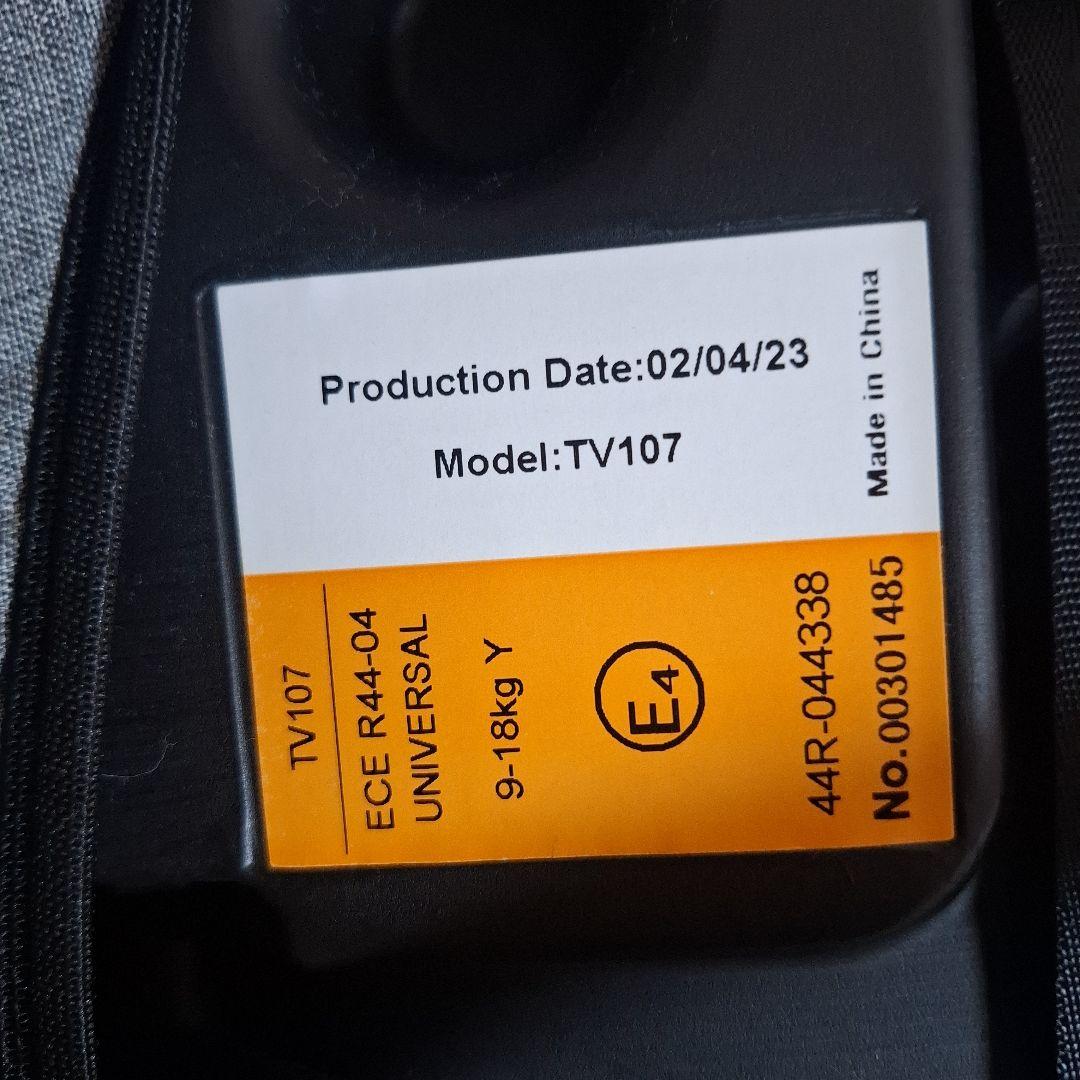 Production Date:02/04/23
Model:TV107
Made in China
TV107
ECE R44-04
UNIVERSAL
9-18kg Y
E4
44R-044338
No.00301485